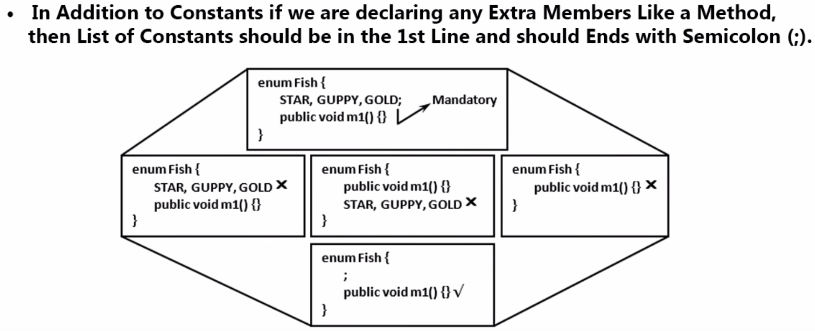 • In Addition to Constants if we are declaring any Extra Members Like a Method,
then List of Constants should be in the 1st Line and should Ends with Semicolon (;).
enum Fish {
STAR, GUPPY, GOLD; Mandatory
public void m1() {}
}
enum Fish {
STAR, GUPPY, GOLD ×
public void m1() {}
}
enum Fish {
public void m1() {}
STAR, GUPPY, GOLD ×
}
enum Fish {
public void m1() {} ×
}
enum Fish {
;
public void m1() {} √
}